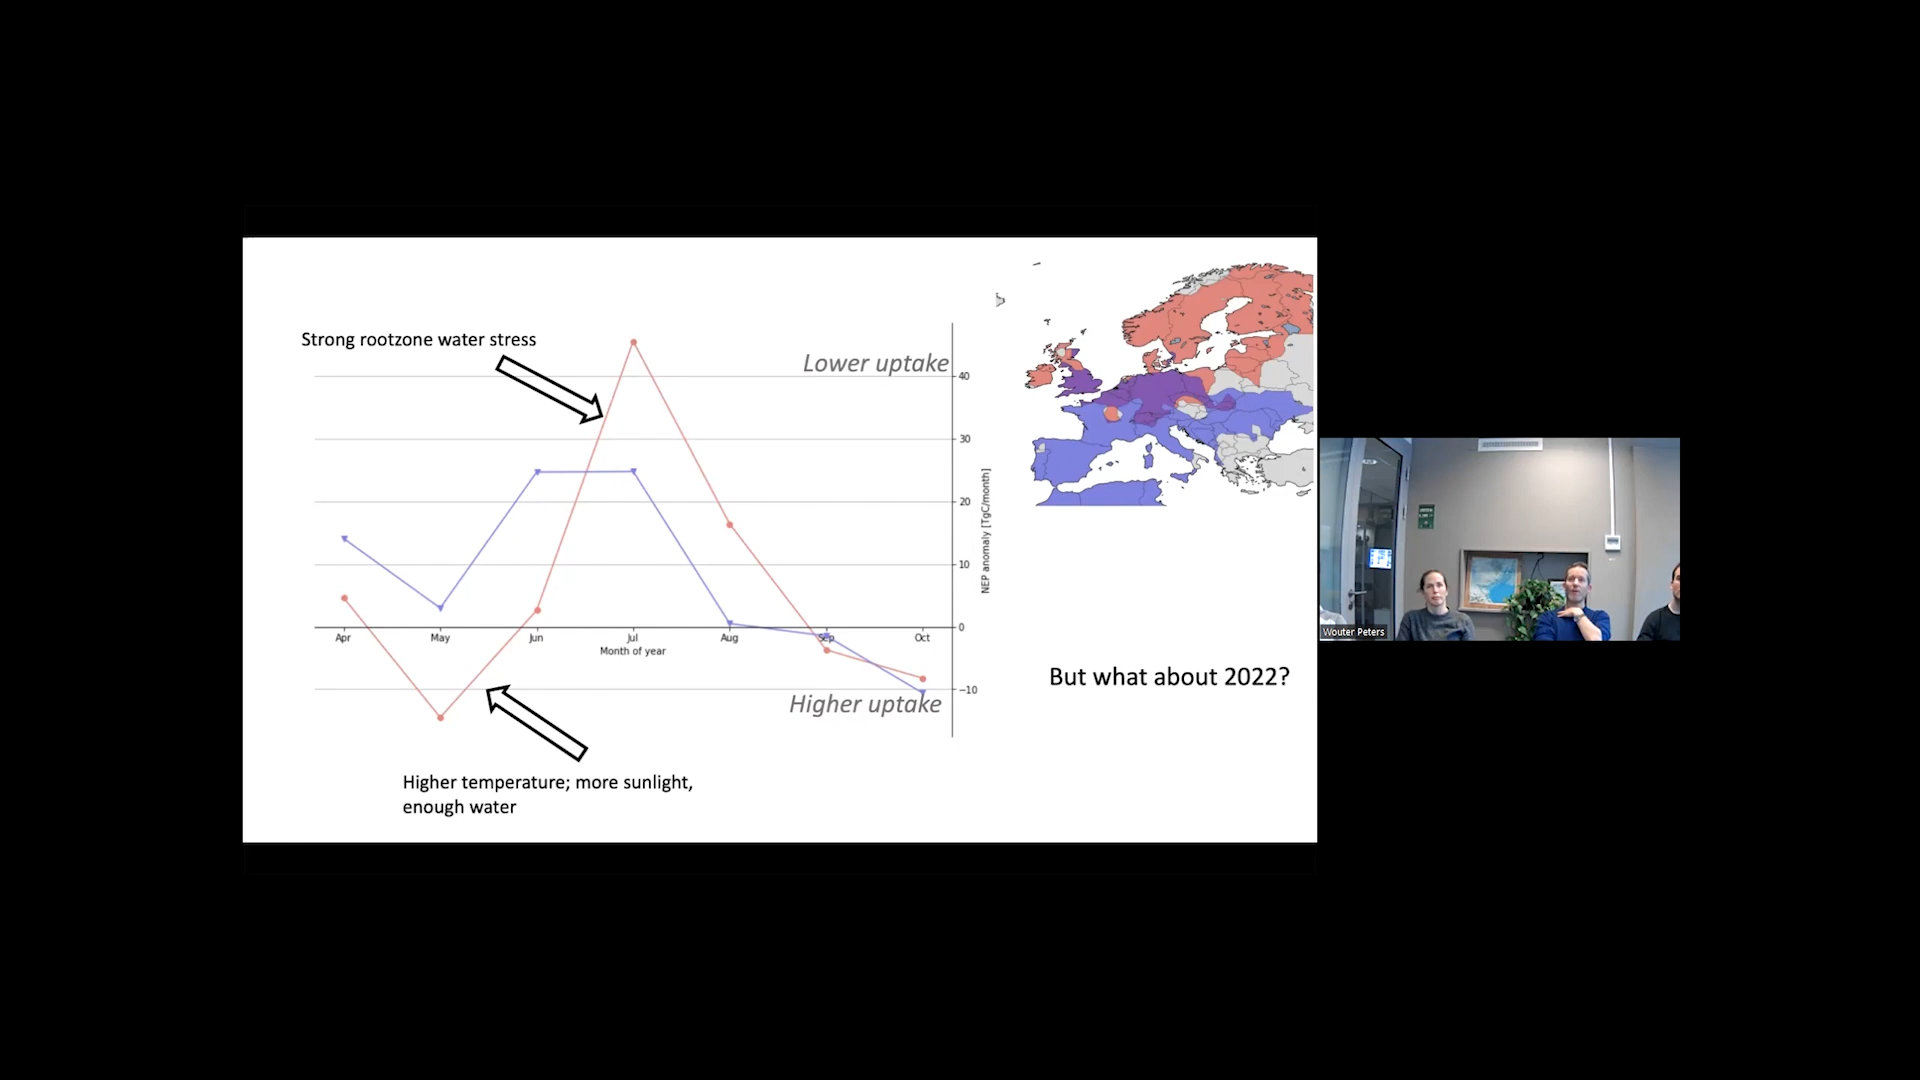 Strong rootzone water stress
Lower uptake
40
30
20
10
0
−10
NEP anomaly [TgC/month]
Apr May Jun Jul Aug Sep Oct
Month of year
Higher uptake
Higher temperature; more sunlight,
enough water
But what about 2022?
Wouter Peters